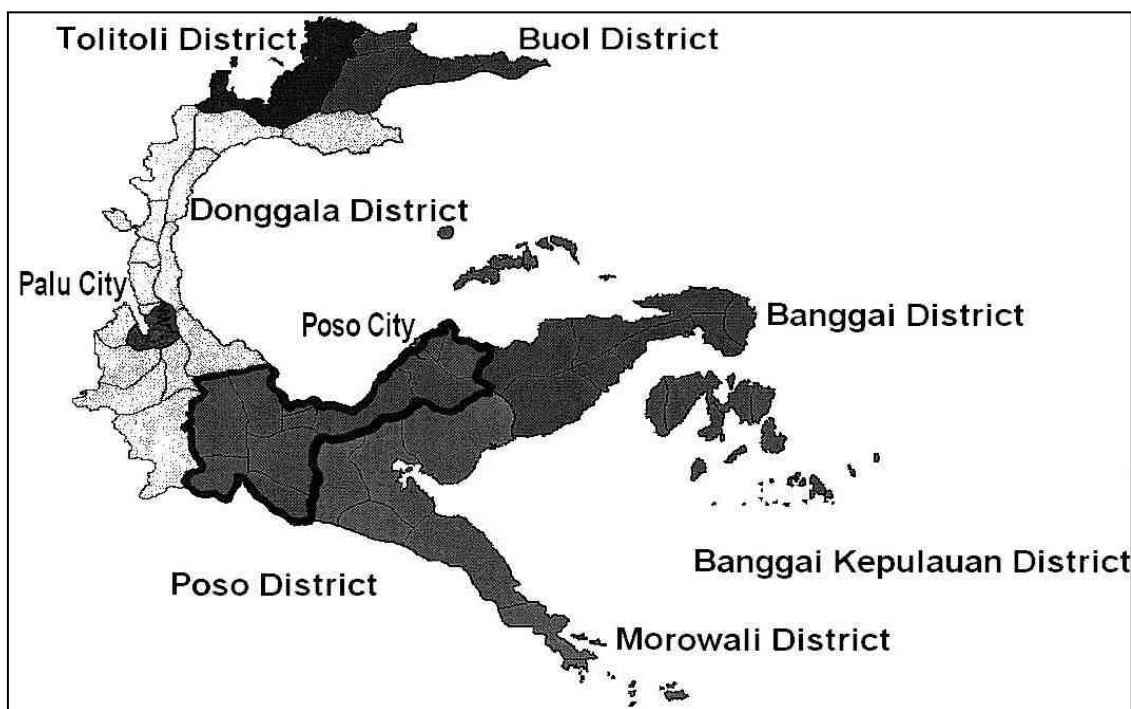 Tolitoli District
Buol District
Donggala District
Palu City
Poso City
Banggai District
Banggai Kepulauan District
Poso District
Morowali District